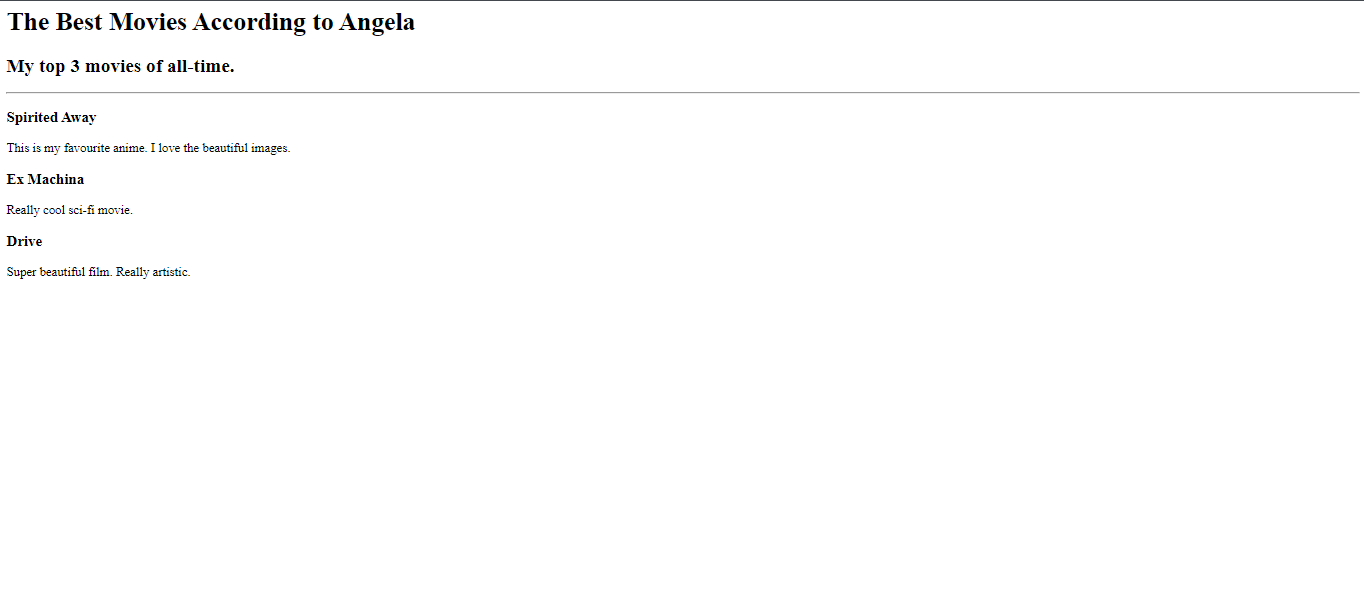 The Best Movies According to Angela
My top 3 movies of all-time.
Spirited Away
This is my favourite anime. I love the beautiful images.
Ex Machina
Really cool sci-fi movie.
Drive
Super beautiful film. Really artistic.